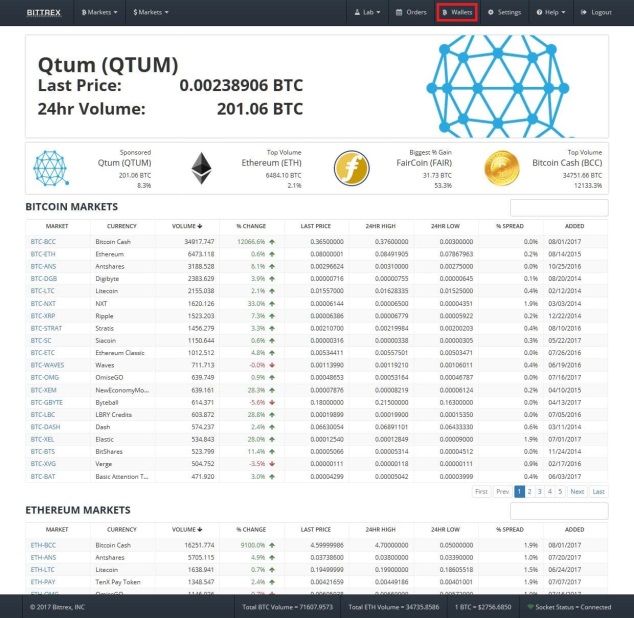 BITTREX ฿ Markets $ Markets Lab Orders ฿ Wallets Settings Help Logout
Qtum (QTUM)
Last Price: 0.00238906 BTC
24hr Volume: 201.06 BTC
Sponsored Top Volume Biggest % Gain Top Volume
Qtum (QTUM) Ethereum (ETH) FairCoin (FAIR) Bitcoin Cash (BCC)
201.06 BTC 6484.10 BTC 31.73 BTC 34751.66 BTC
8.3% 2.1% 53.3% 12133.3%
BITCOIN MARKETS
MARKET CURRENCY VOLUME % CHANGE LAST PRICE 24HR HIGH 24HR LOW % SPREAD ADDED
BTC-BCC Bitcoin Cash 34917.747 12066.6% 0.36500000 0.37600000 0.00300000 0.0% 08/01/2017
BTC-ETH Ethereum 6473.118 0.6% 0.08000001 0.08491905 0.07867963 0.2% 08/14/2015
BTC-ANS Antshares 3188.528 6.1% 0.00296624 0.00310000 0.00275000 0.0% 10/25/2016
BTC-DGB Digibyte 2383.639 3.9% 0.00000716 0.00000755 0.00000645 0.1% 08/20/2014
BTC-LTC Litecoin 2155.038 2.1% 0.01557000 0.01628335 0.01525000 0.4% 02/12/2014
BTC-NXT NXT 1620.126 33.0% 0.00006144 0.00006500 0.00004351 1.9% 03/03/2014
BTC-XRP Ripple 1523.203 7.3% 0.00006386 0.00006779 0.00005922 0.2% 12/22/2014
BTC-STRAT Stratis 1456.279 3.3% 0.00210700 0.00219984 0.00200203 0.4% 08/10/2016
BTC-SC Siacoin 1150.644 0.6% 0.00000316 0.00000338 0.00000305 0.3% 05/22/2017
BTC-ETC Ethereum Classic 1012.512 4.8% 0.00534411 0.00557501 0.00503471 0.0% 07/26/2016
BTC-WAVES Waves 711.713 -0.0% 0.00113990 0.00119210 0.00106011 0.4% 06/19/2016
BTC-OMG OmiseGO 639.749 0.9% 0.00048653 0.00053164 0.00046787 0.0% 07/16/2017
BTC-XEM NewEconomyMo... 639.161 28.3% 0.00007876 0.00008219 0.00006124 0.2% 04/10/2015
BTC-GBYTE Byteball 614.371 -5.6% 0.18000000 0.21500000 0.16300000 0.0% 04/13/2017
BTC-LBC LBRY Credits 603.872 28.8% 0.00019899 0.00019900 0.00015350 0.0% 07/05/2016
BTC-DASH Dash 574.237 2.4% 0.06630054 0.06891101 0.06433330 0.6% 03/11/2014
BTC-XEL Elastic 534.843 28.0% 0.00012540 0.00012849 0.00009000 1.9% 07/01/2017
BTC-BTS BitShares 523.799 11.4% 0.00005066 0.00005314 0.00004512 0.0% 11/24/2014
BTC-XVG Verge 504.752 -3.5% 0.00000111 0.00000118 0.00000111 0.9% 02/17/2016
BTC-BAT Basic Attention T... 471.920 3.0% 0.00004299 0.00005042 0.00003999 0.4% 06/03/2017
First Prev 1 2 3 4 5 Next Last
ETHEREUM MARKETS
MARKET CURRENCY VOLUME % CHANGE LAST PRICE 24HR HIGH 24HR LOW % SPREAD ADDED
ETH-BCC Bitcoin Cash 16251.774 9100.0% 4.59999986 4.70000000 0.05000000 1.9% 08/01/2017
ETH-ANS Antshares 5705.115 4.9% 0.03738600 0.03800000 0.03390000 1.0% 07/20/2017
ETH-LTC Litecoin 1638.941 0.7% 0.19499999 0.19900000 0.18605518 1.5% 06/24/2017
ETH-PAY TenX Pay Token 1348.547 2.4% 0.00421659 0.00449186 0.00401001 1.9% 07/07/2017
© 2017 Bittrex, INC Total BTC Volume = 71607.9573 Total ETH Volume = 34735.8586 1 BTC = $2756.6850 Socket Status = Connected